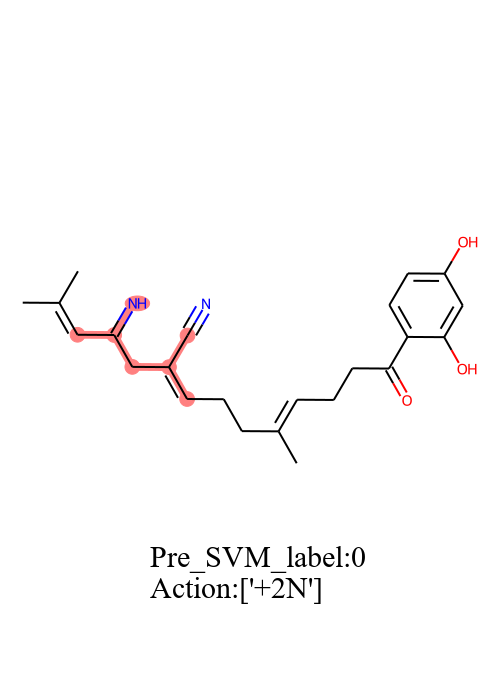 OH
NH
N
OH
O
Pre_SVM_label:0
Action:['+2N']